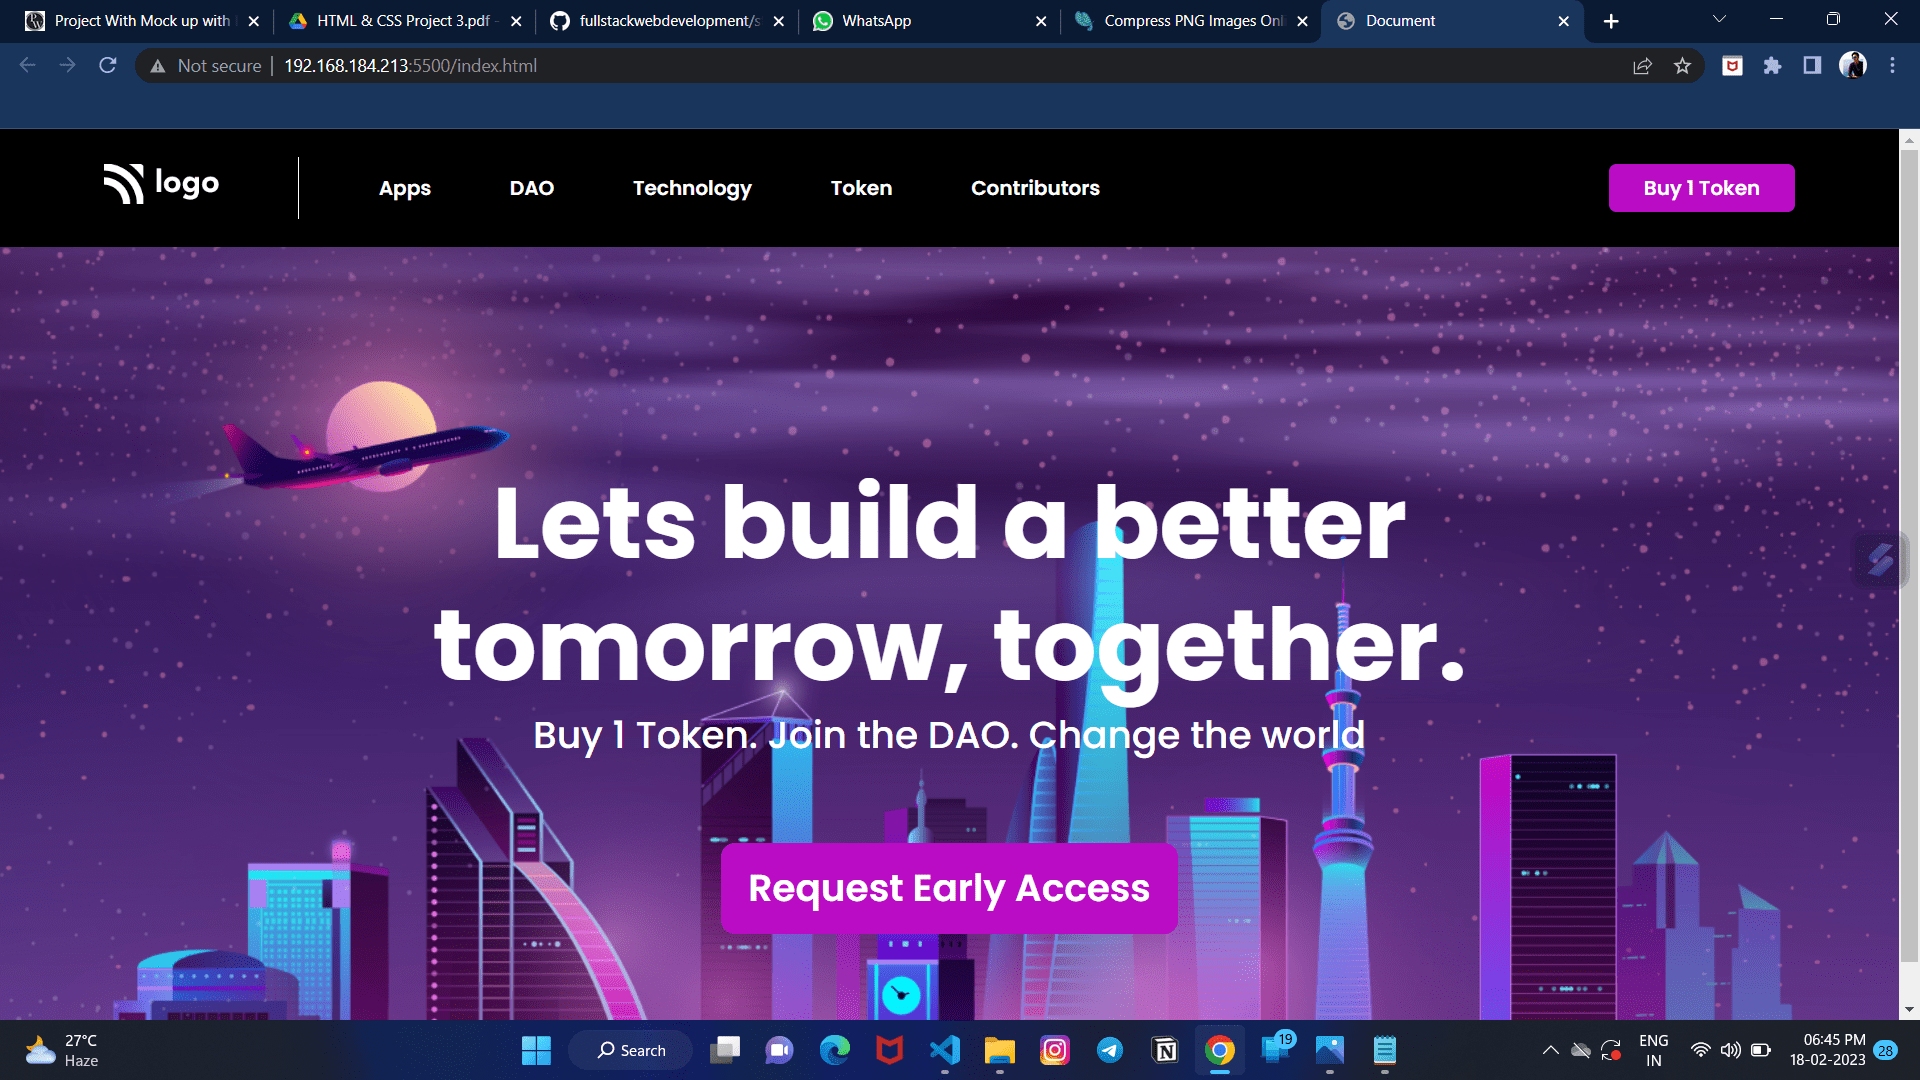 Project With Mock up with
HTML & CSS Project 3.pdf -
fullstackwebdevelopment/s
WhatsApp
Compress PNG Images Onl
Document
Not secure
192.168.184.213:5500/index.html
logo
Apps
DAO
Technology
Token
Contributors
Buy 1 Token
Lets build a better
tomorrow, together.
Buy 1 Token. Join the DAO. Change the world
Request Early Access
27°C
Haze
Search
19
ENG
IN
06:45 PM
18-02-2023
28